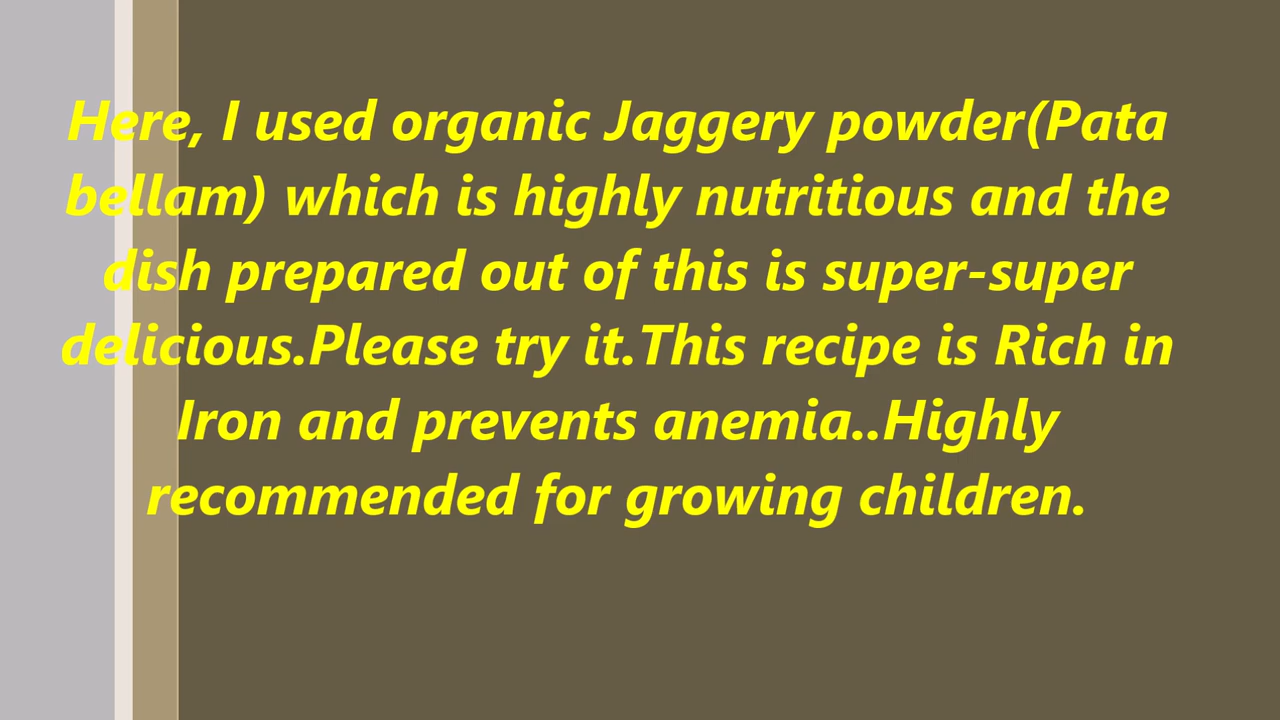 Here, I used organic Jaggery powder(Pata
bellam) which is highly nutritious and the
dish prepared out of this is super-super
delicious.Please try it.This recipe is Rich in
Iron and prevents anemia..Highly
recommended for growing children.